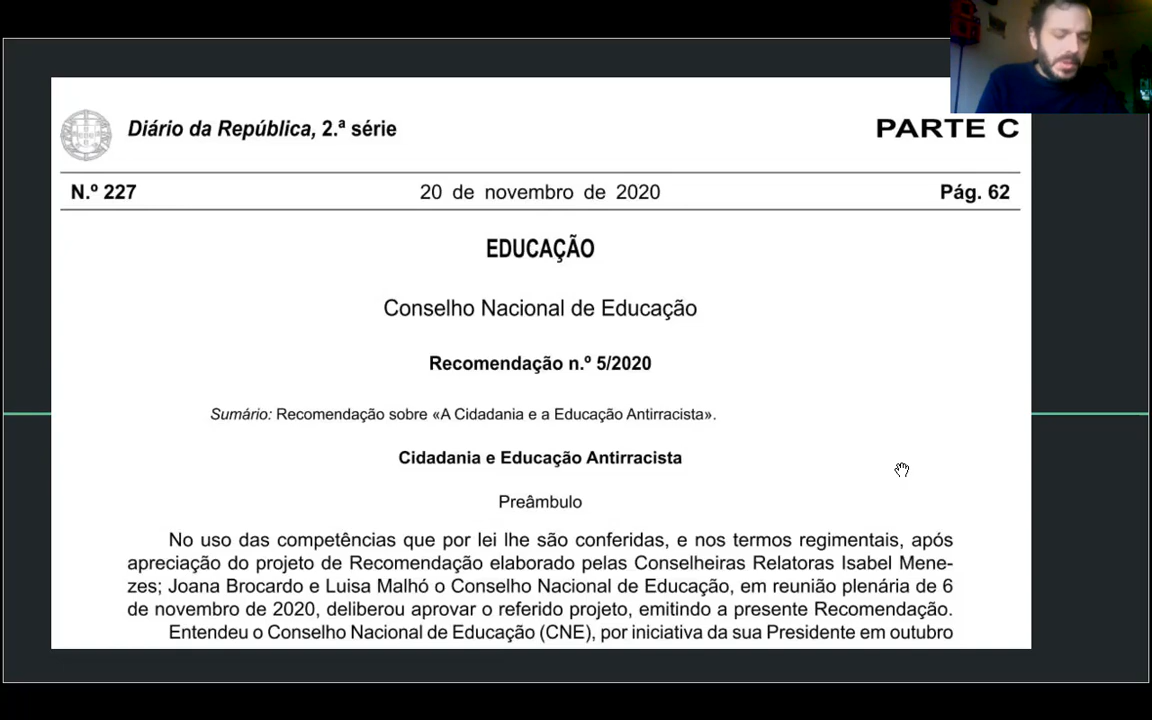 Diário da República, 2.ª série
PARTE C
N.º 227
20 de novembro de 2020
Pág. 62
EDUCAÇÃO
Conselho Nacional de Educação
Recomendação n.º 5/2020
Sumário: Recomendação sobre «A Cidadania e a Educação Antirracista».
Cidadania e Educação Antirracista
Preâmbulo
No uso das competências que por lei lhe são conferidas, e nos termos regimentais, após
apreciação do projeto de Recomendação elaborado pelas Conselheiras Relatoras Isabel Mene-
zes; Joana Brocardo e Luisa Malhó o Conselho Nacional de Educação, em reunião plenária de 6
de novembro de 2020, deliberou aprovar o referido projeto, emitindo a presente Recomendação.
Entendeu o Conselho Nacional de Educação (CNE), por iniciativa da sua Presidente em outubro